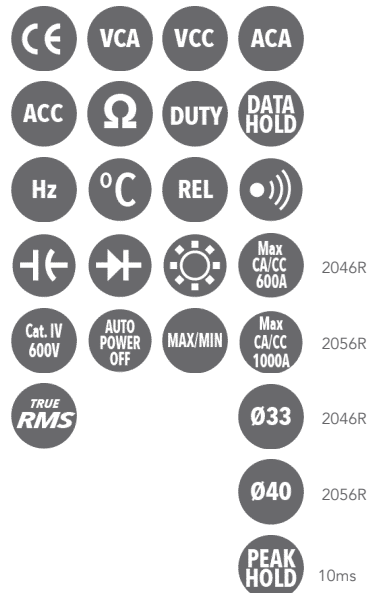 CE VCA VCC ACA
ACC Ω DUTY DATA
HOLD
Hz °C REL
Max
CA/CC
600A 2046R
Cat. IV
600V
AUTO
POWER
OFF
MAX/MIN
Max
CA/CC
1000A 2056R
TRUE
RMS
Ø33 2046R
Ø40 2056R
PEAK
HOLD 10ms